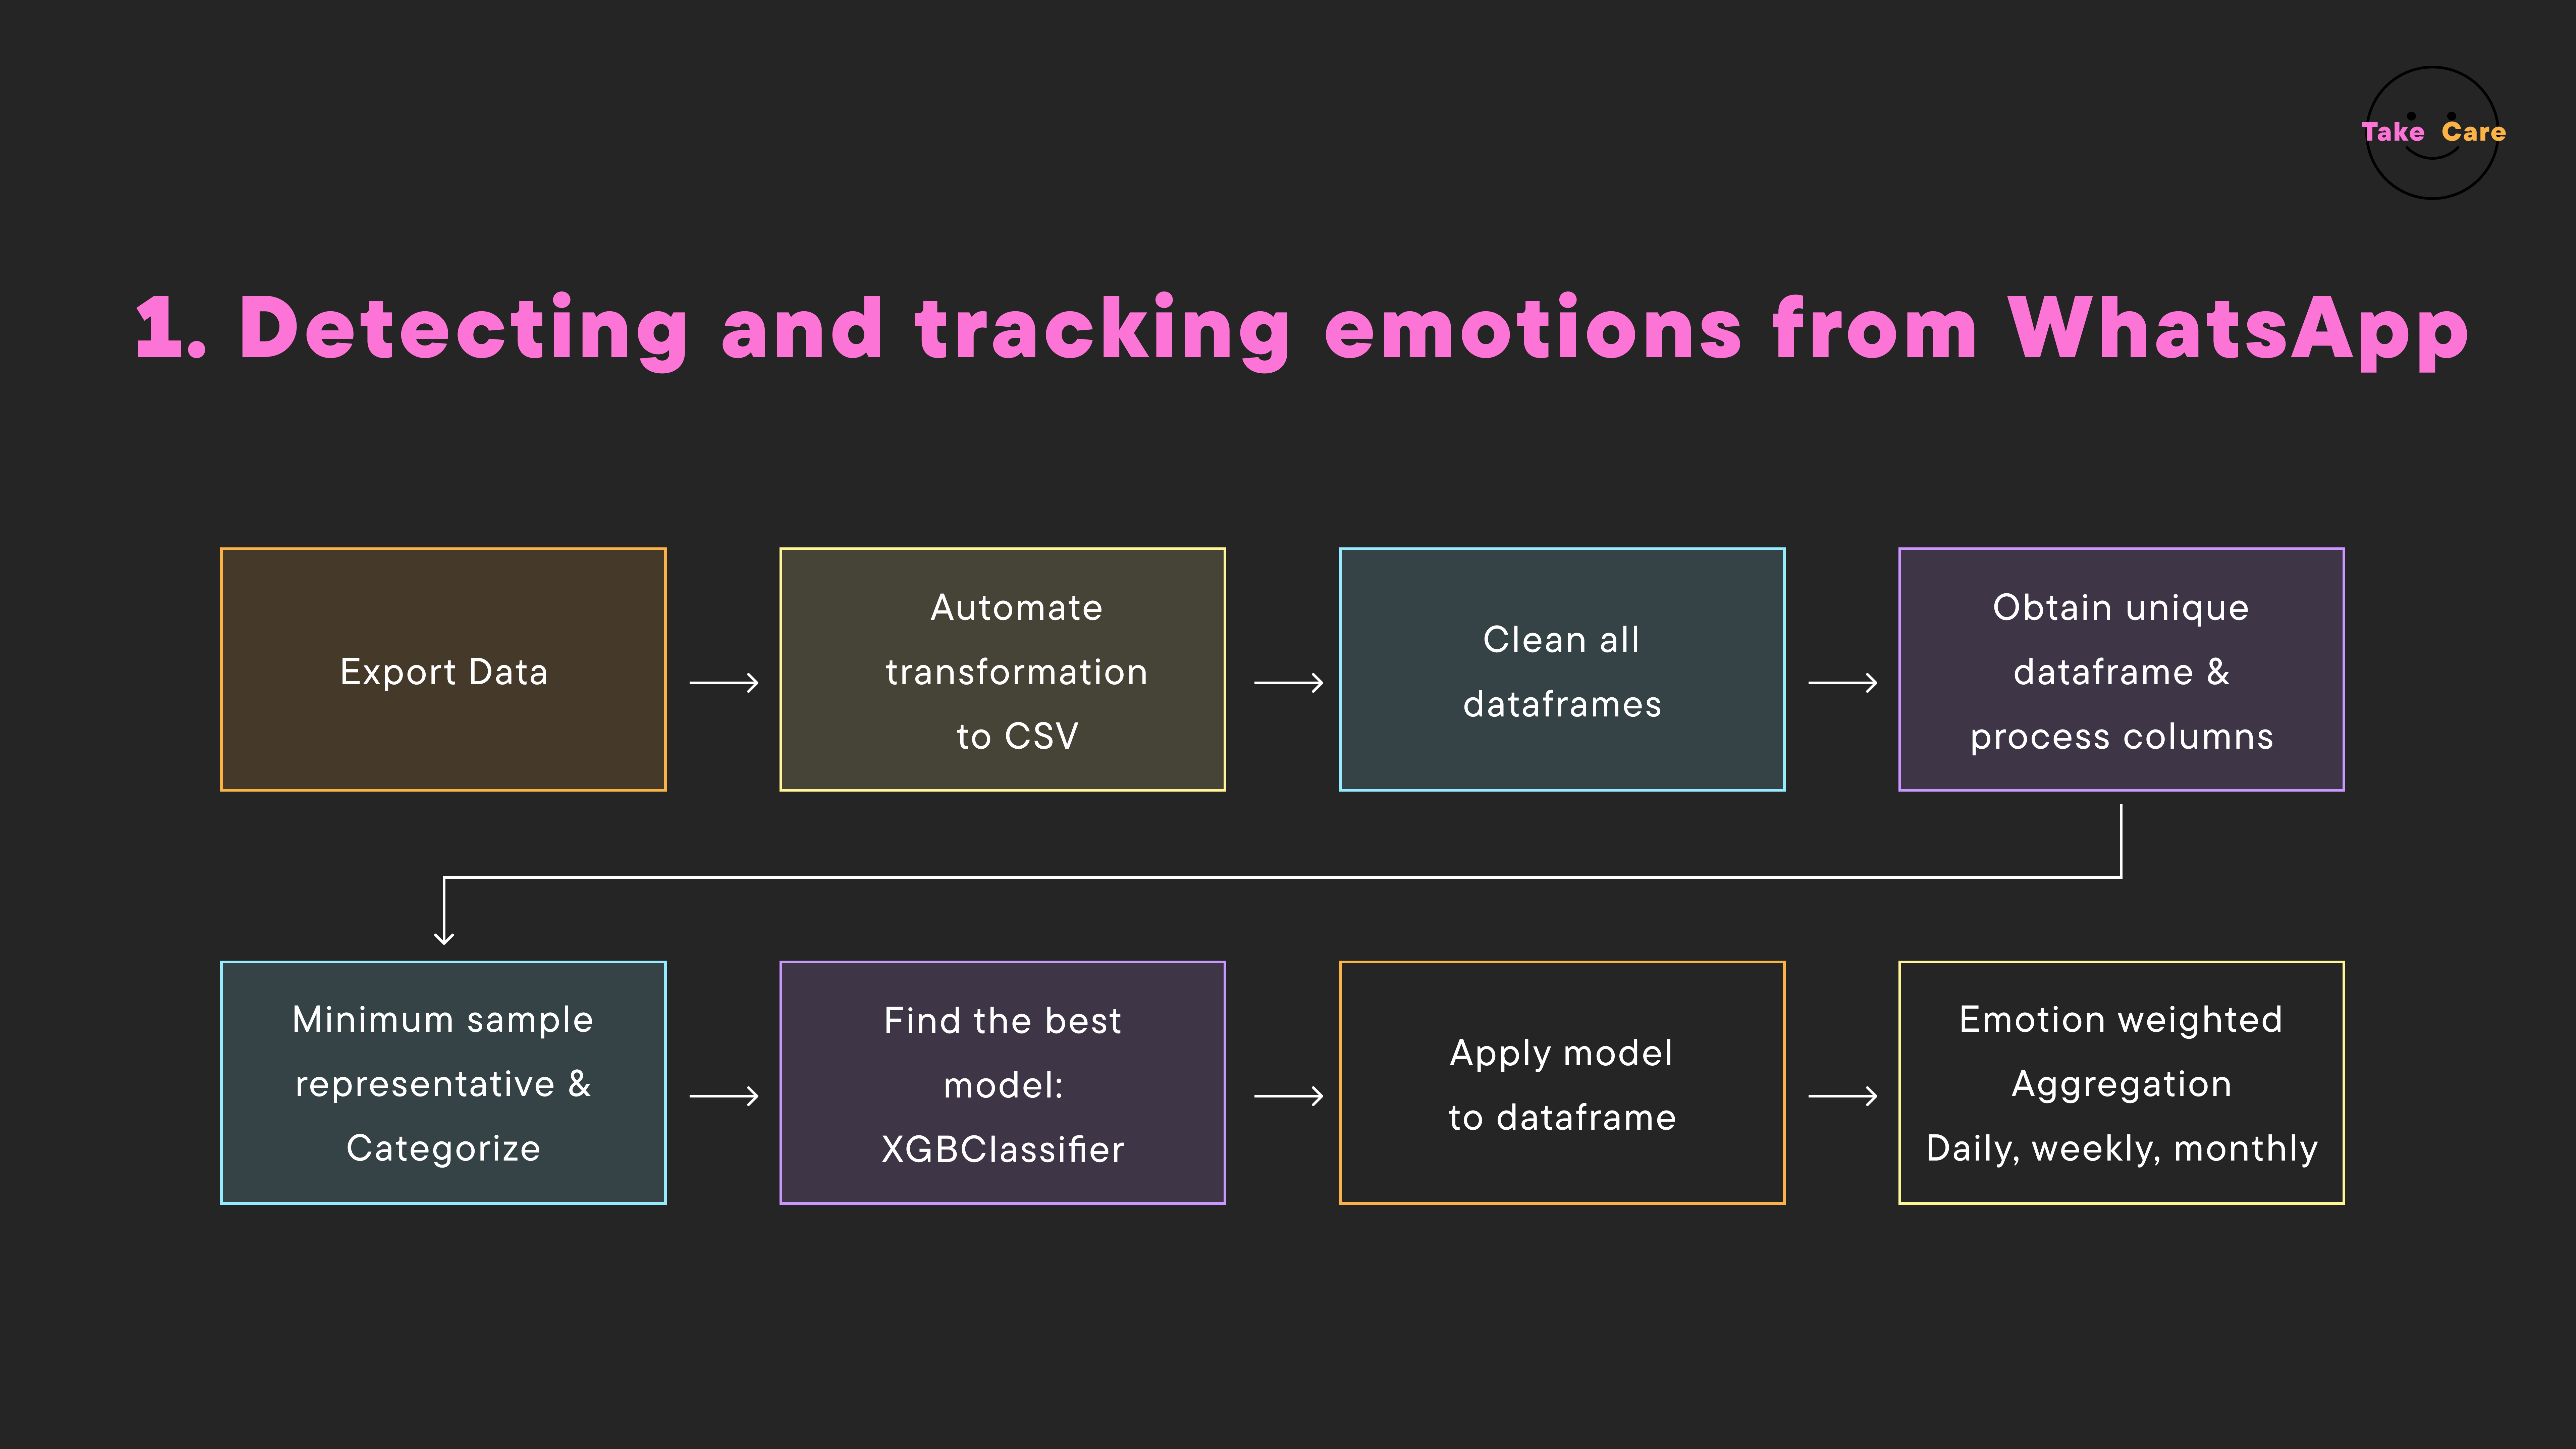 Take Care
1. Detecting and tracking emotions from WhatsApp
Export Data
Automate
transformation
to CSV
Clean all
dataframes
Obtain unique
dataframe &
process columns
Minimum sample
representative &
Categorize
Find the best
model:
XGBClassifier
Apply model
to dataframe
Emotion weighted
Aggregation
Daily, weekly, monthly